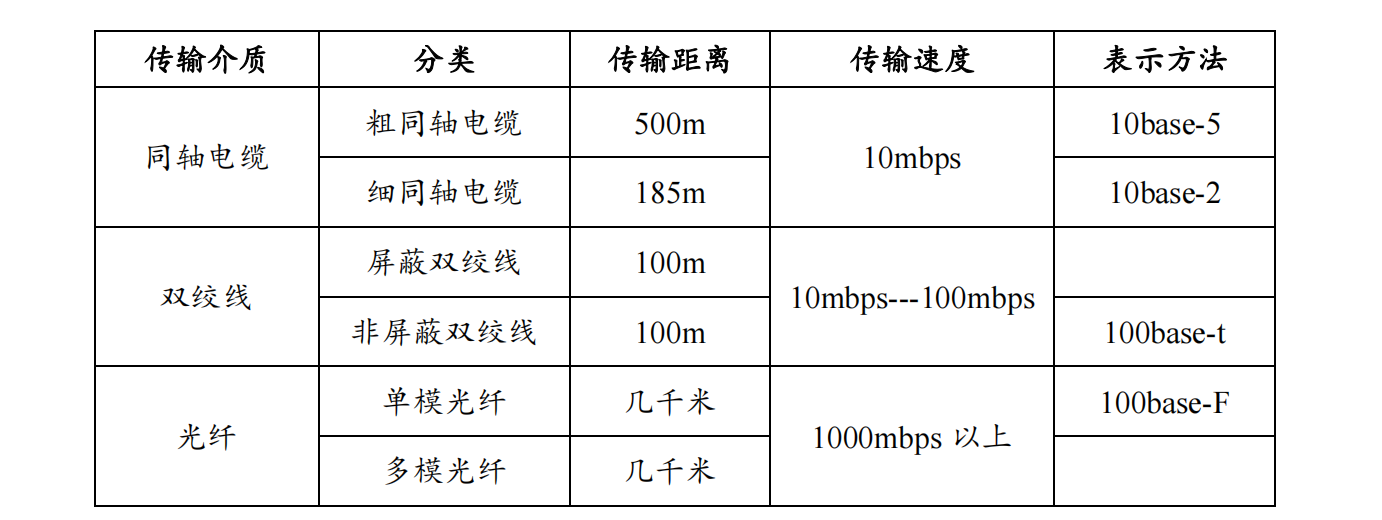 传输介质 分类 传输距离 传输速度 表示方法
同轴电缆 粗同轴电缆 500m 10mbps 10base-5
细同轴电缆 185m 10base-2
双绞线 屏蔽双绞线 100m 10mbps---100mbps
非屏蔽双绞线 100m 100base-t
光纤 单模光纤 几千米 1000mbps 以上 100base-F
多模光纤 几千米